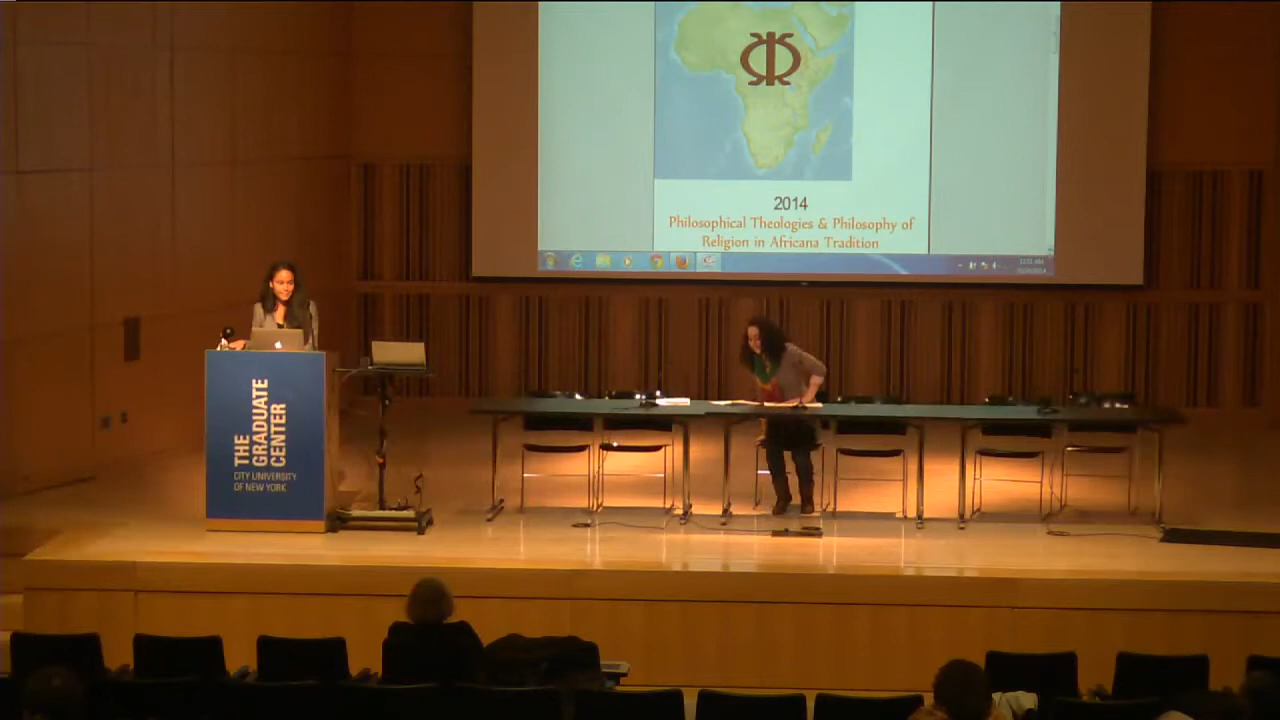 2014
Philosophical Theologies & Philosophy of
Religion in Africana Tradition
THE
GRADUATE
CENTER
CITY UNIVERSITY
OF NEW YORK